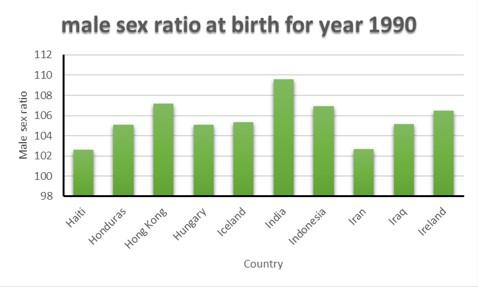 male sex ratio at birth for year 1990
112
110
108
106
104
102
100
98
Male sex ratio
Haiti
Honduras
Hong Kong
Hungary
Iceland
India
Indonesia
Iran
Iraq
Ireland
Country